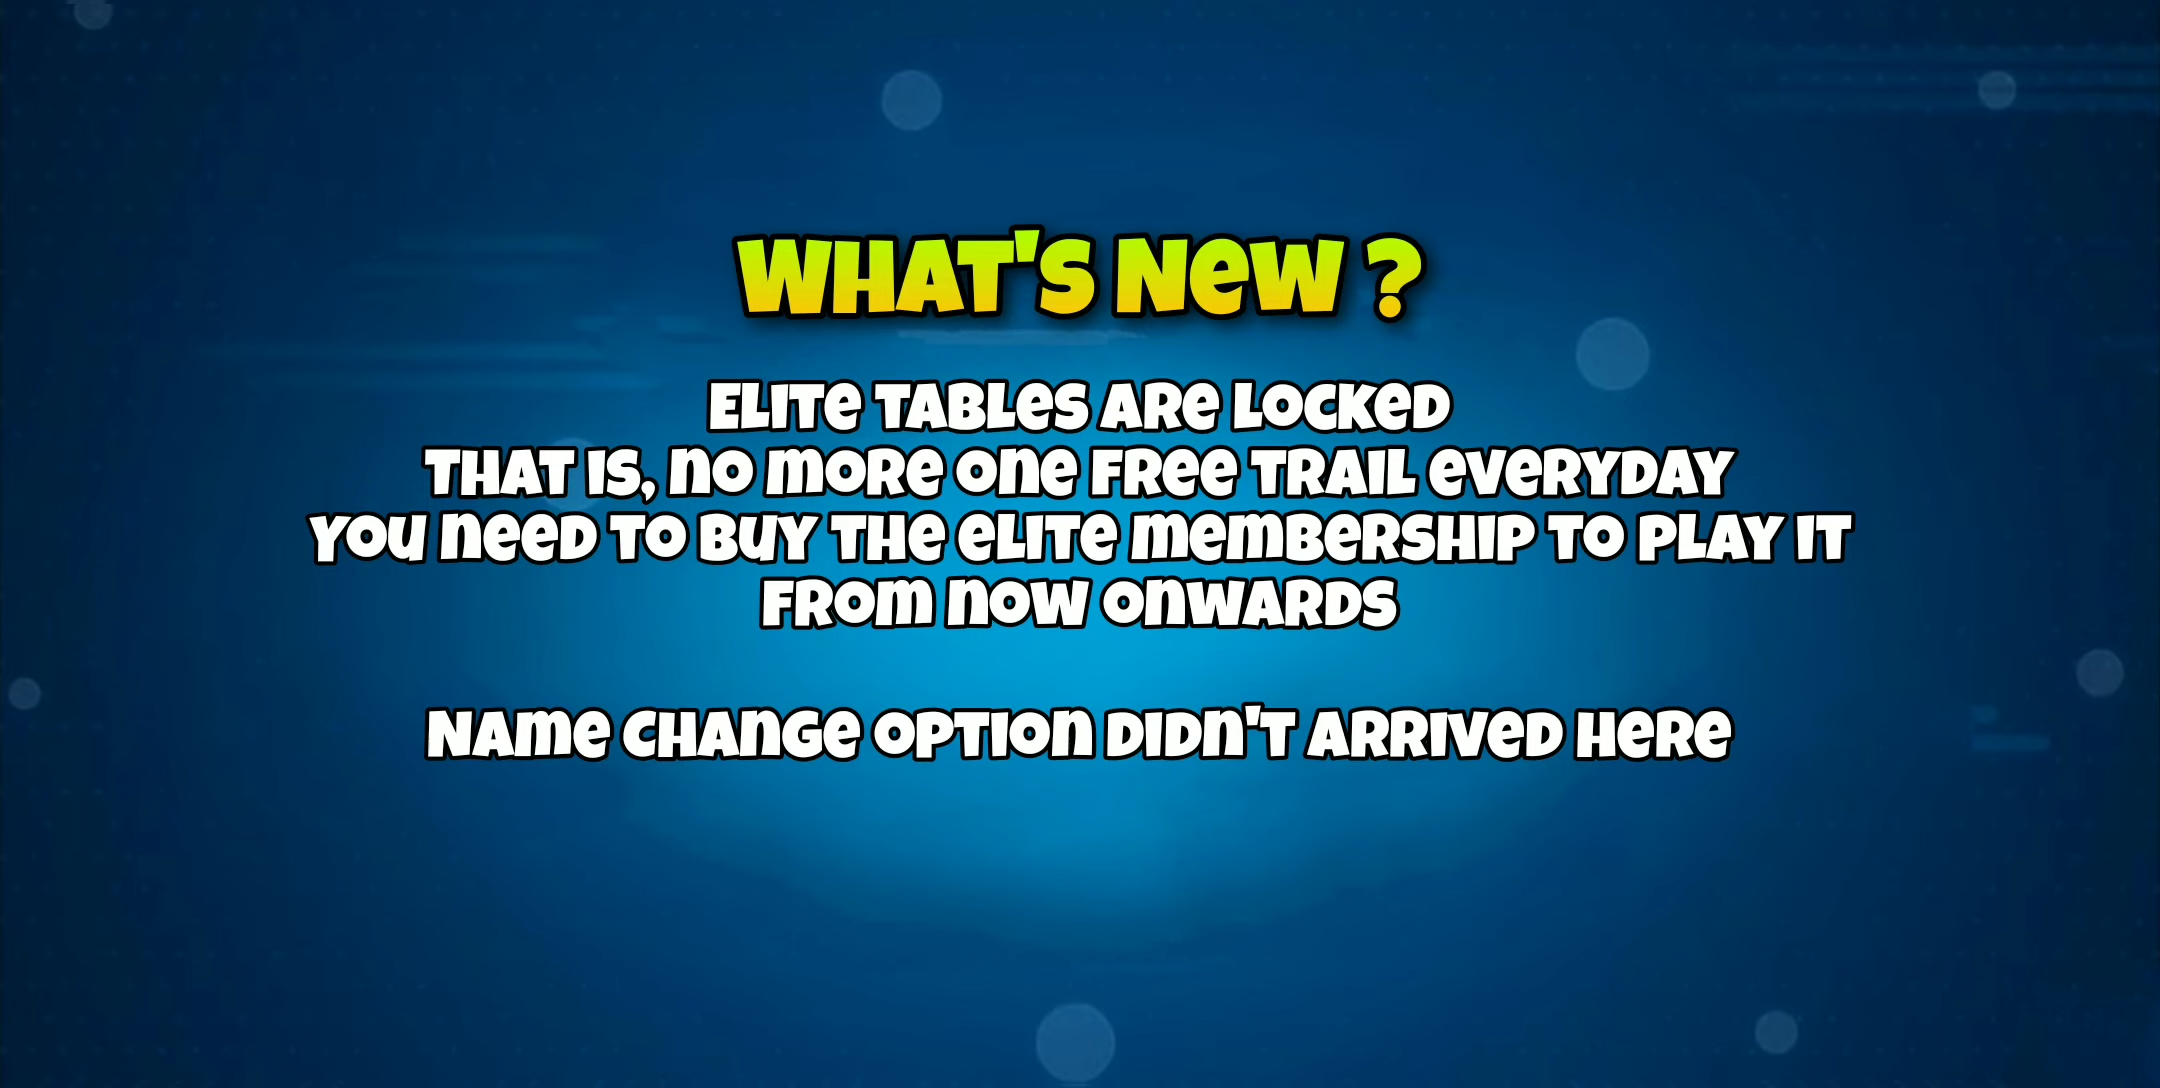 What's New ?
Elite tables are locked
That is, no more one free trail everyday
You need to buy the elite membership to play it
from now onwards
Name change option didn't arrived here